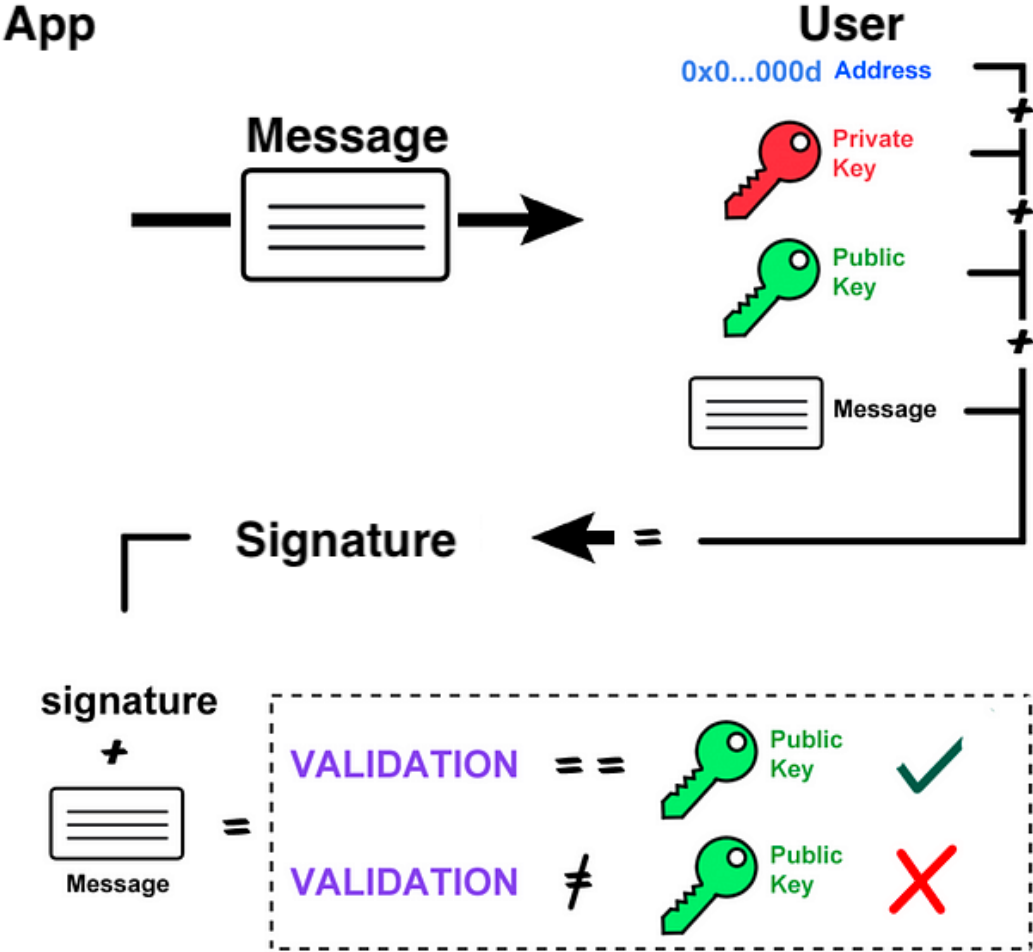 App
User
0x0...000d Address
+
Message
Private
Key
+
Public
Key
+
Message
Signature
=
signature
+
Message
=
VALIDATION == Public
Key
VALIDATION ≠ Public
Key